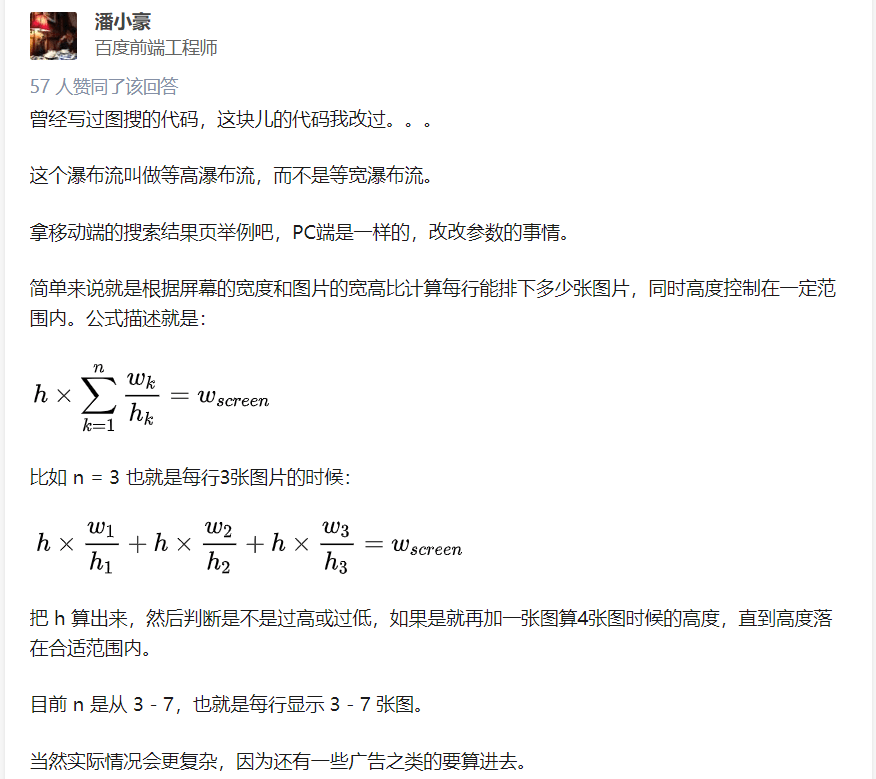 潘小豪
百度前端工程师
57 人赞同了该回答
曾经写过图搜的代码，这块儿的代码我改过。。。
这个瀑布流叫做等高瀑布流，而不是等宽瀑布流。
拿移动端的搜索结果页举例吧，PC端是一样的，改改参数的事情。
简单来说就是根据屏幕的宽度和图片的宽高比计算每行能排下多少张图片，同时高度控制在一定范
围内。公式描述就是：
$h \times \sum_{k=1}^{n} \frac{w_k}{h_k} = w_{screen}$
比如 n = 3 也就是每行3张图片的时候：
$h \times \frac{w_1}{h_1} + h \times \frac{w_2}{h_2} + h \times \frac{w_3}{h_3} = w_{screen}$
把 h 算出来，然后判断是不是过高或过低，如果是就再加一张图算4张图时候的高度，直到高度落
在合适范围内。
目前 n 是从 3 - 7，也就是每行显示 3 - 7 张图。
当然实际情况会更复杂，因为还有一些广告之类的要算进去。